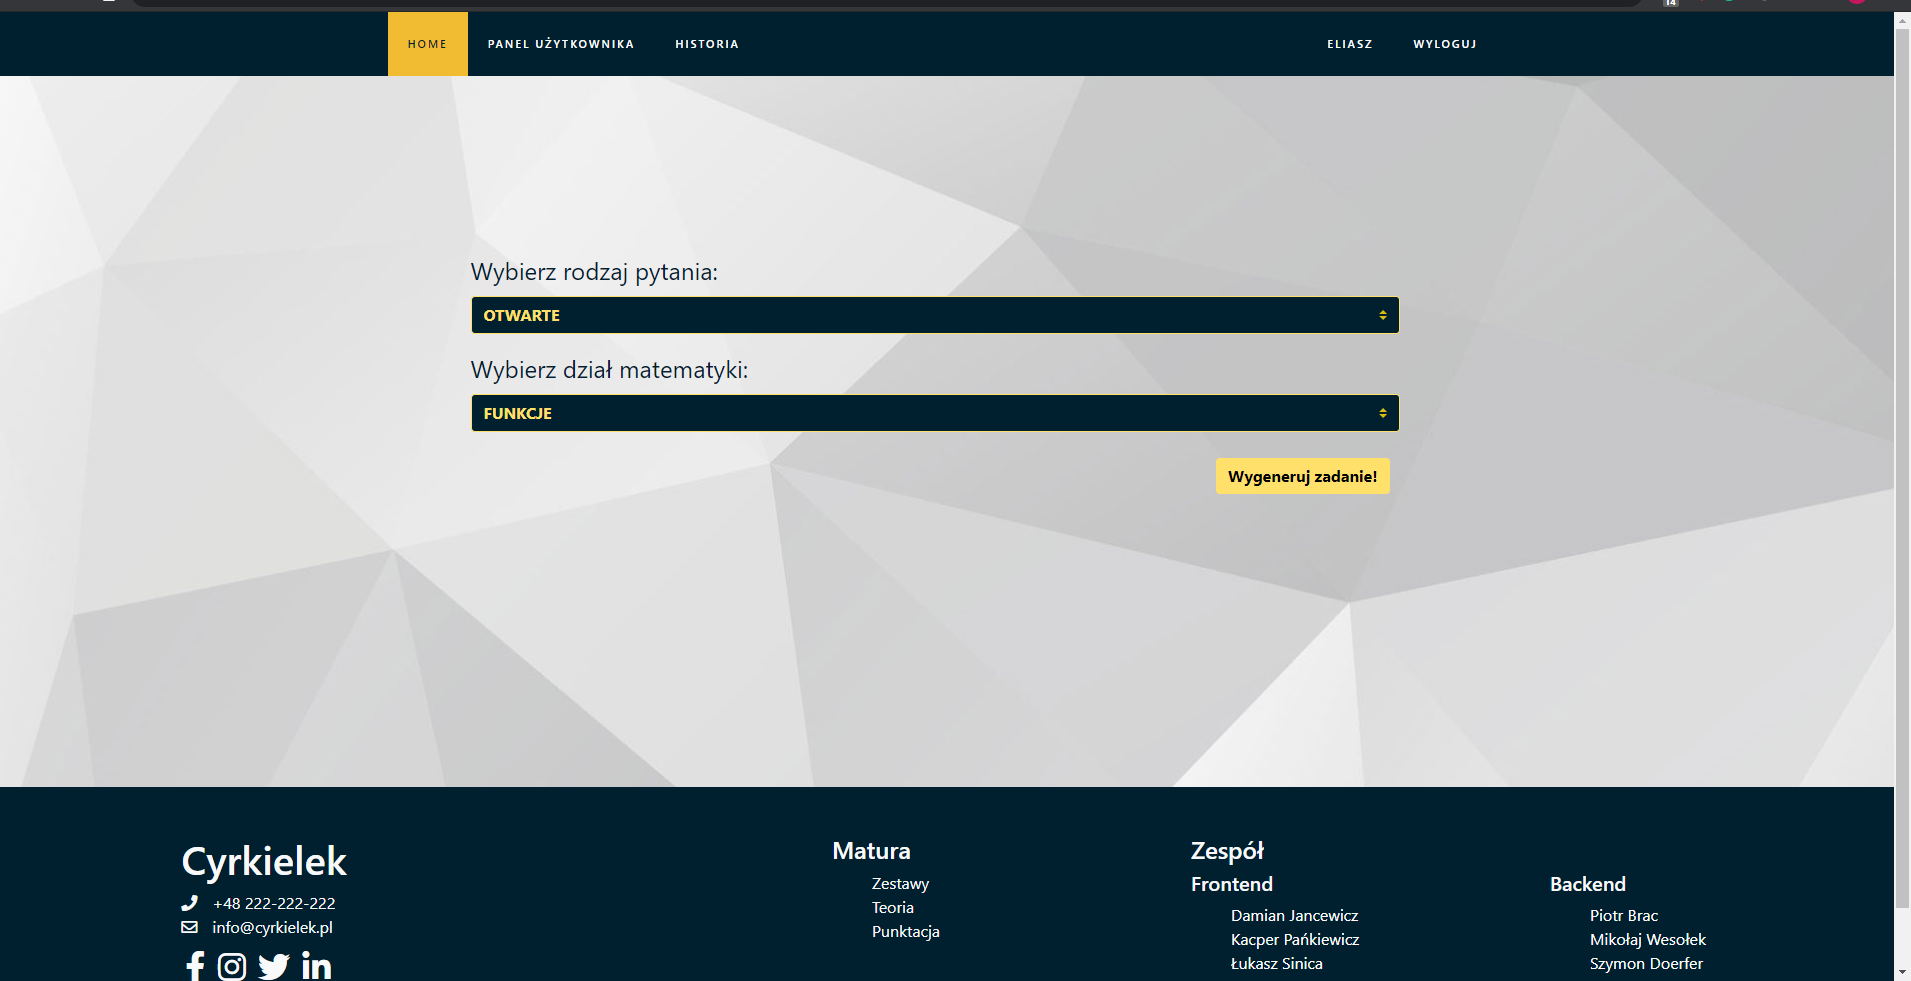 14
HOME PANEL UŻYTKOWNIKA HISTORIA ELIASZ WYLOGUJ
Wybierz rodzaj pytania:
OTWARTE
Wybierz dział matematyki:
FUNKCJE
Wygeneruj zadanie!
Cyrkielek
+48 222-222-222
info@cyrkielek.pl
Matura
Zestawy
Teoria
Punktacja
Zespół
Frontend
Damian Jancewicz
Kacper Pańkiewicz
Łukasz Sinica
Backend
Piotr Brac
Mikołaj Wesołek
Szymon Doerfer